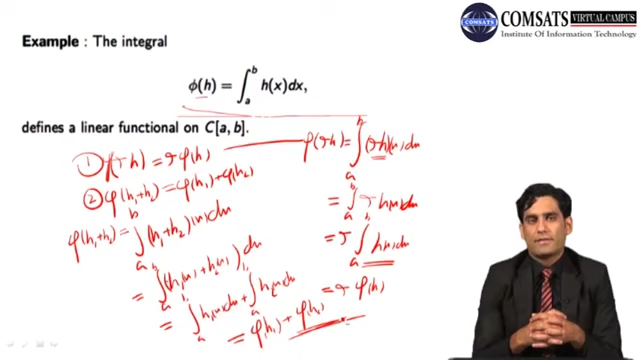 COMSATS VIRTUAL CAMPUS
Institute Of Information Technology
Example : The integral
ϕ(h) = ∫_a^b h(x)dx,
defines a linear functional on C[a, b].
① φ(τh) = τφ(h)
② φ(h₁+h₂) = φ(h₁)+φ(h₂)
φ(h₁+h₂) = ∫_a^b (h₁+h₂)(x)dx
= ∫_a^b (h₁(x)+h₂(x))dx
= ∫_a^b h₁(x)dx + ∫_a^b h₂(x)dx
= φ(h₁) + φ(h₂)
φ(τh) = ∫_a^b (τh)(x)dx
= ∫_a^b τ h(x)dx
= τ ∫_a^b h(x)dx
= τ φ(h)